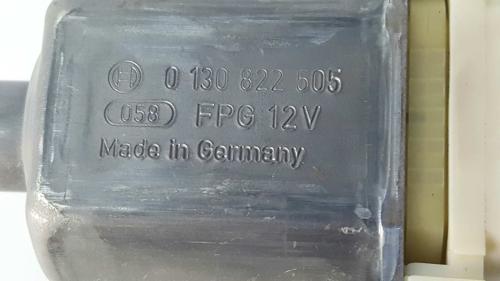 0 130 822 505
058 FPG 12V
Made in Germany